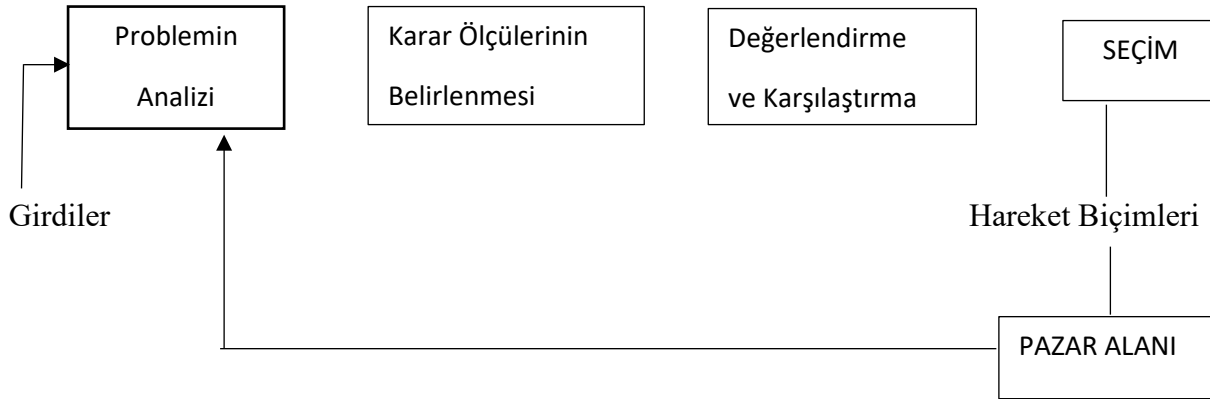 Problemin
Analizi
Karar Ölçülerinin
Belirlenmesi
Değerlendirme
ve Karşılaştırma
SEÇİM
Girdiler
Hareket Biçimleri
PAZAR ALANI